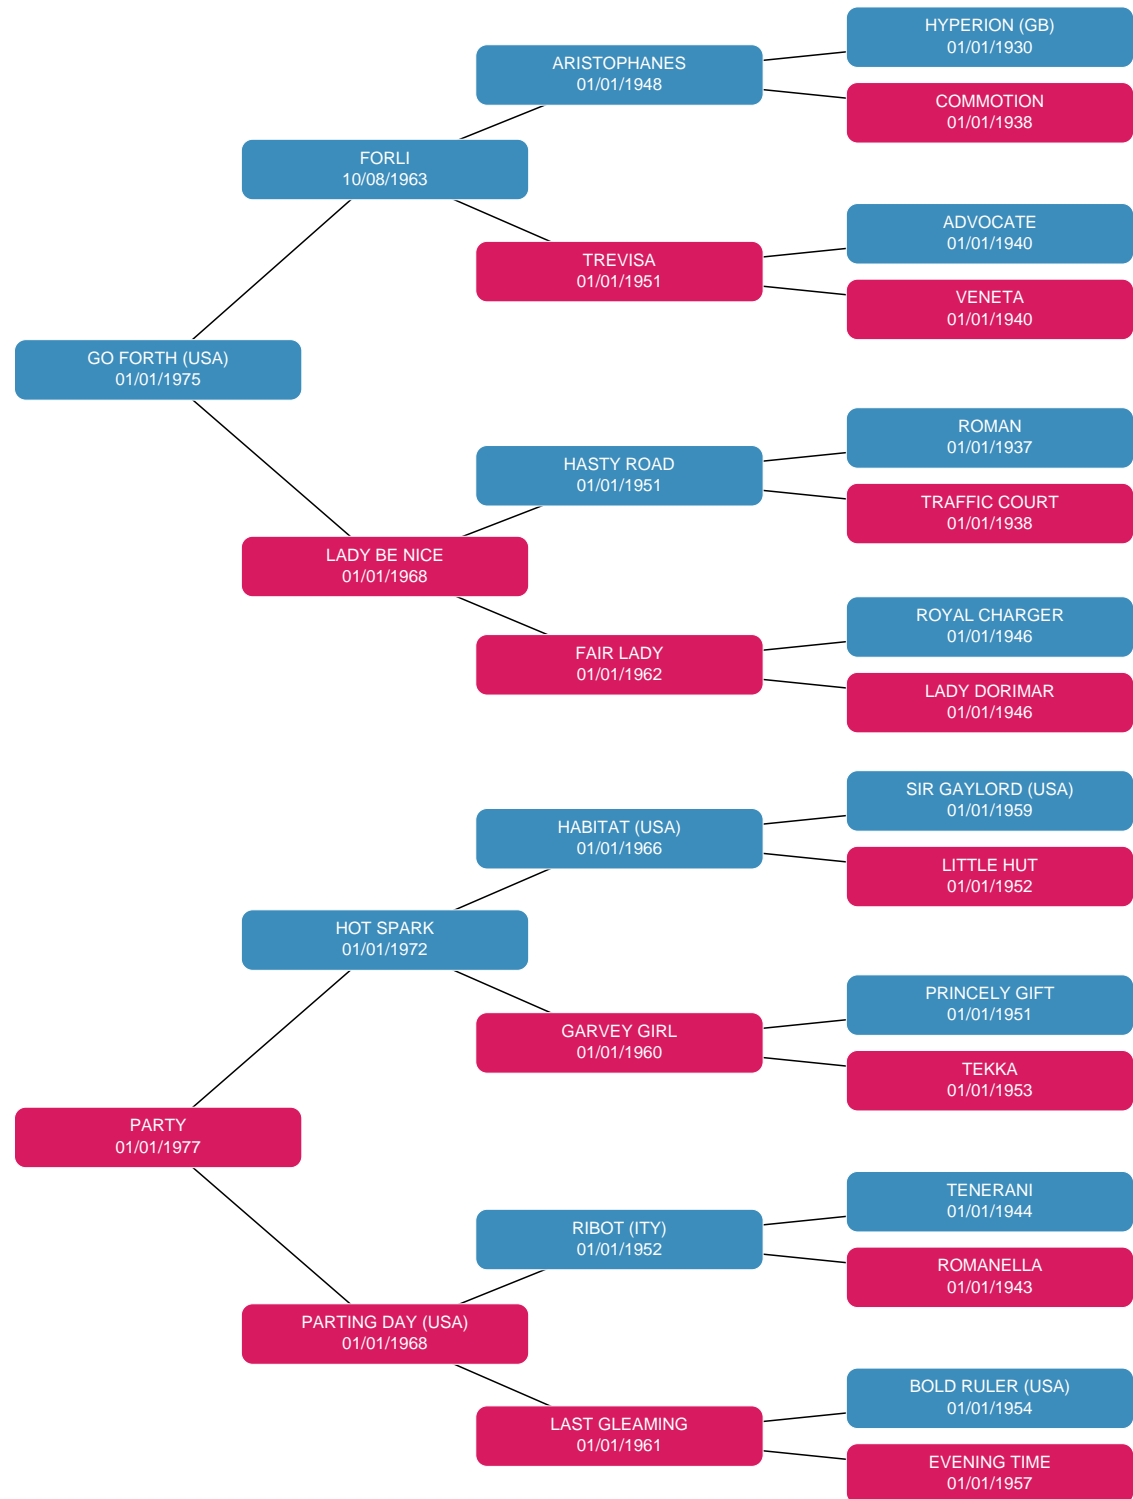 HYPERION (GB)
01/01/1930
ARISTOPHANES
01/01/1948
COMMOTION
01/01/1938
FORLI
10/08/1963
ADVOCATE
01/01/1940
TREVISA
01/01/1951
VENETA
01/01/1940
GO FORTH (USA)
01/01/1975
ROMAN
01/01/1937
HASTY ROAD
01/01/1951
TRAFFIC COURT
01/01/1938
LADY BE NICE
01/01/1968
ROYAL CHARGER
01/01/1946
FAIR LADY
01/01/1962
LADY DORIMAR
01/01/1946
SIR GAYLORD (USA)
01/01/1959
HABITAT (USA)
01/01/1966
LITTLE HUT
01/01/1952
HOT SPARK
01/01/1972
PRINCELY GIFT
01/01/1951
GARVEY GIRL
01/01/1960
TEKKA
01/01/1953
PARTY
01/01/1977
TENERANI
01/01/1944
RIBOT (ITY)
01/01/1952
ROMANELLA
01/01/1943
PARTING DAY (USA)
01/01/1968
BOLD RULER (USA)
01/01/1954
LAST GLEAMING
01/01/1961
EVENING TIME
01/01/1957